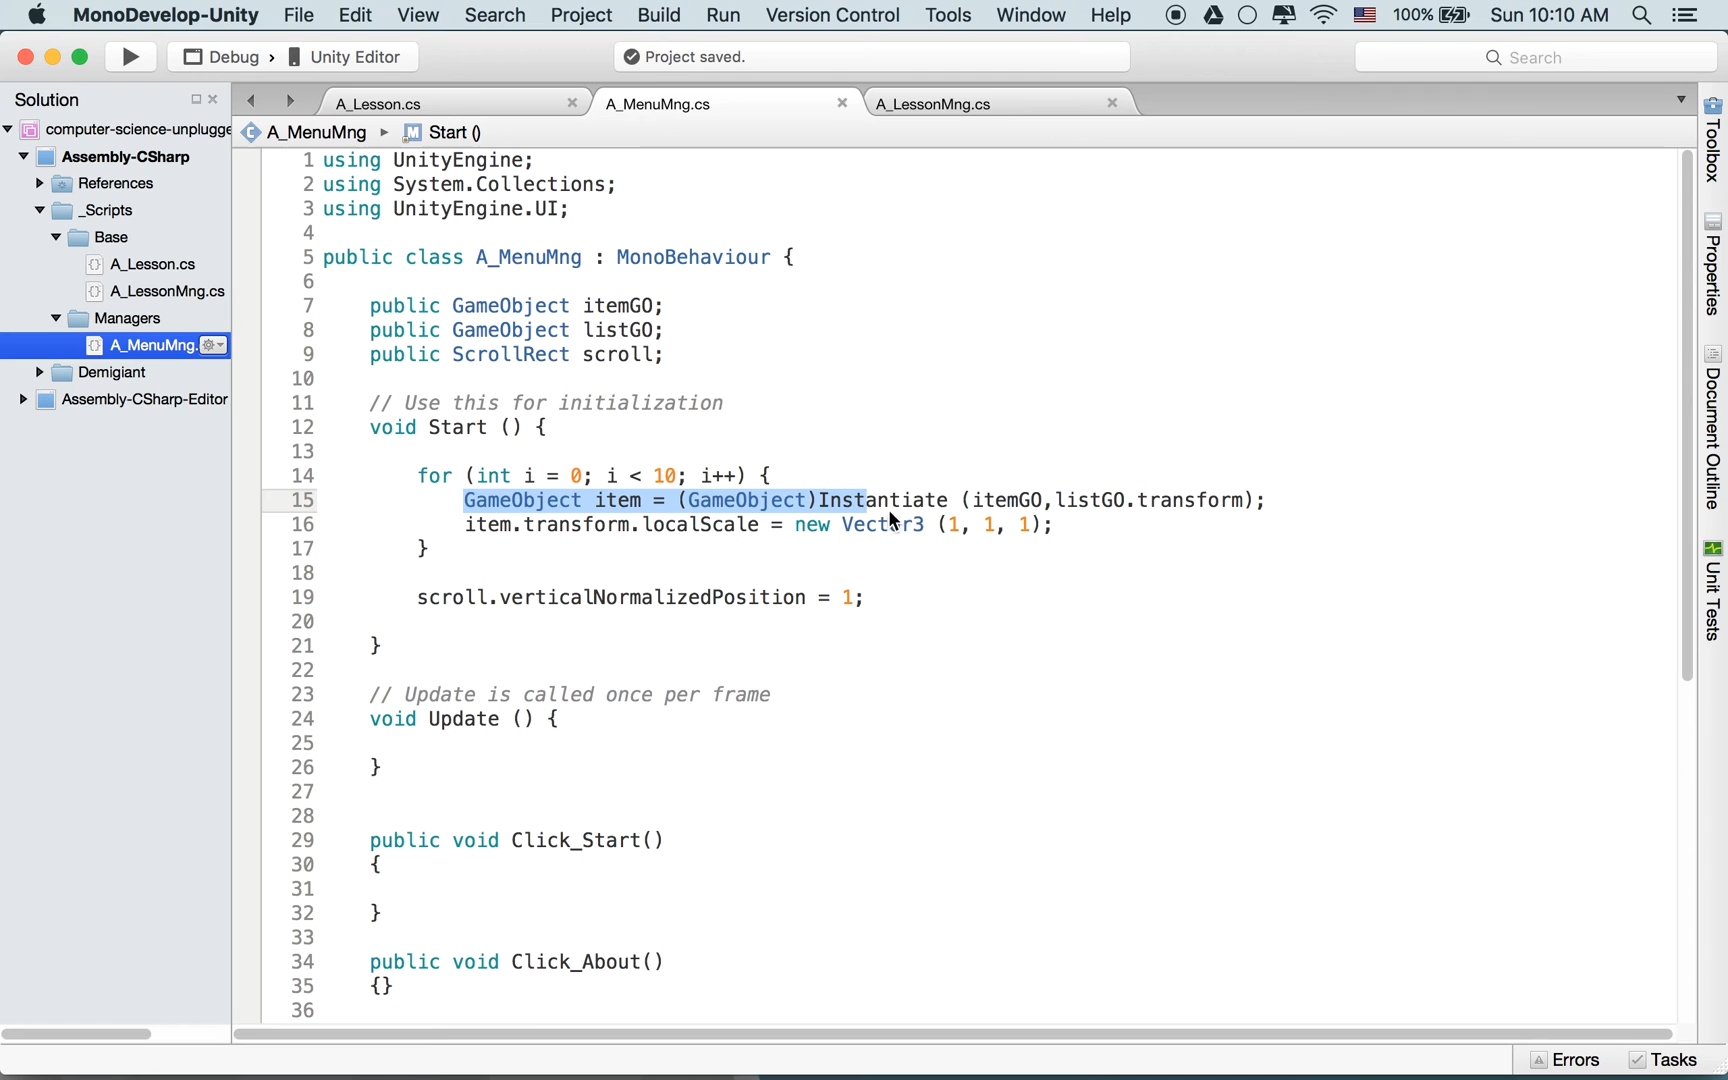 MonoDevelop-Unity File Edit View Search Project Build Run Version Control Tools Window Help 100% Sun 10:10 AM
Debug › Unity Editor Project saved. Search
Solution A_Lesson.cs A_MenuMng.cs A_LessonMng.cs
A_MenuMng Start ()
computer-science-unplugge
Assembly-CSharp
References
_Scripts
Base
A_Lesson.cs
A_LessonMng.cs
Managers
A_MenuMng.
Demigiant
Assembly-CSharp-Editor
1 using UnityEngine;
2 using System.Collections;
3 using UnityEngine.UI;
4
5 public class A_MenuMng : MonoBehaviour {
6
7 public GameObject itemGO;
8 public GameObject listGO;
9 public ScrollRect scroll;
10
11 // Use this for initialization
12 void Start () {
13
14 for (int i = 0; i < 10; i++) {
15 GameObject item = (GameObject)Instantiate (itemGO,listGO.transform);
16 item.transform.localScale = new Vector3 (1, 1, 1);
17 }
18
19 scroll.verticalNormalizedPosition = 1;
20
21 }
22
23 // Update is called once per frame
24 void Update () {
25
26 }
27
28
29 public void Click_Start()
30 {
31
32 }
33
34 public void Click_About()
35 {}
36
Toolbox
Properties
Document Outline
Unit Tests
Errors Tasks